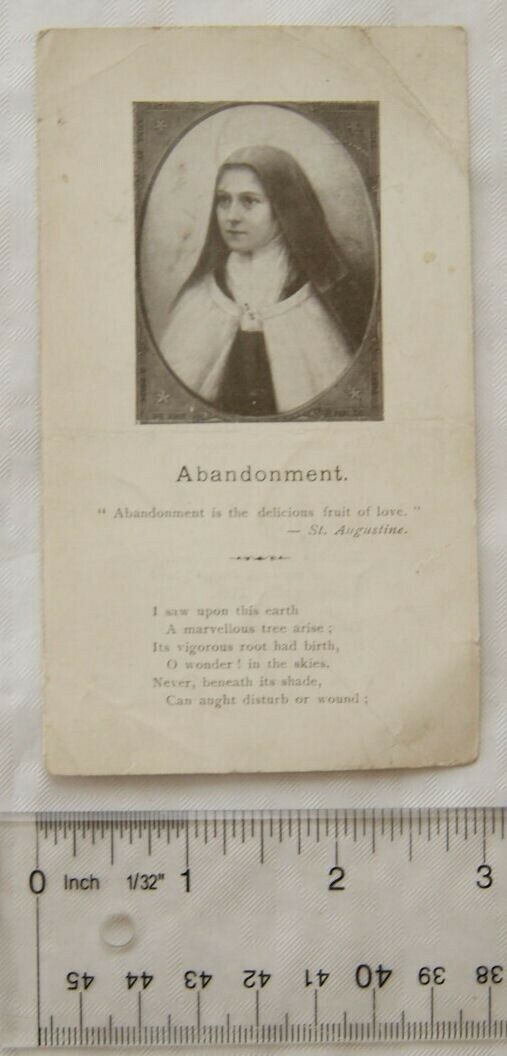 Abandonment.
" Abandonment is the delicious fruit of love. "
— St. Augustine.
I saw upon this earth
A marvellous tree arise ;
Its vigorous root had birth,
O wonder ! in the skies.
Never, beneath its shade,
Can aught disturb or wound ;
0 Inch 1/32" 1 2 3
45 44 43 42 41 40 39 38